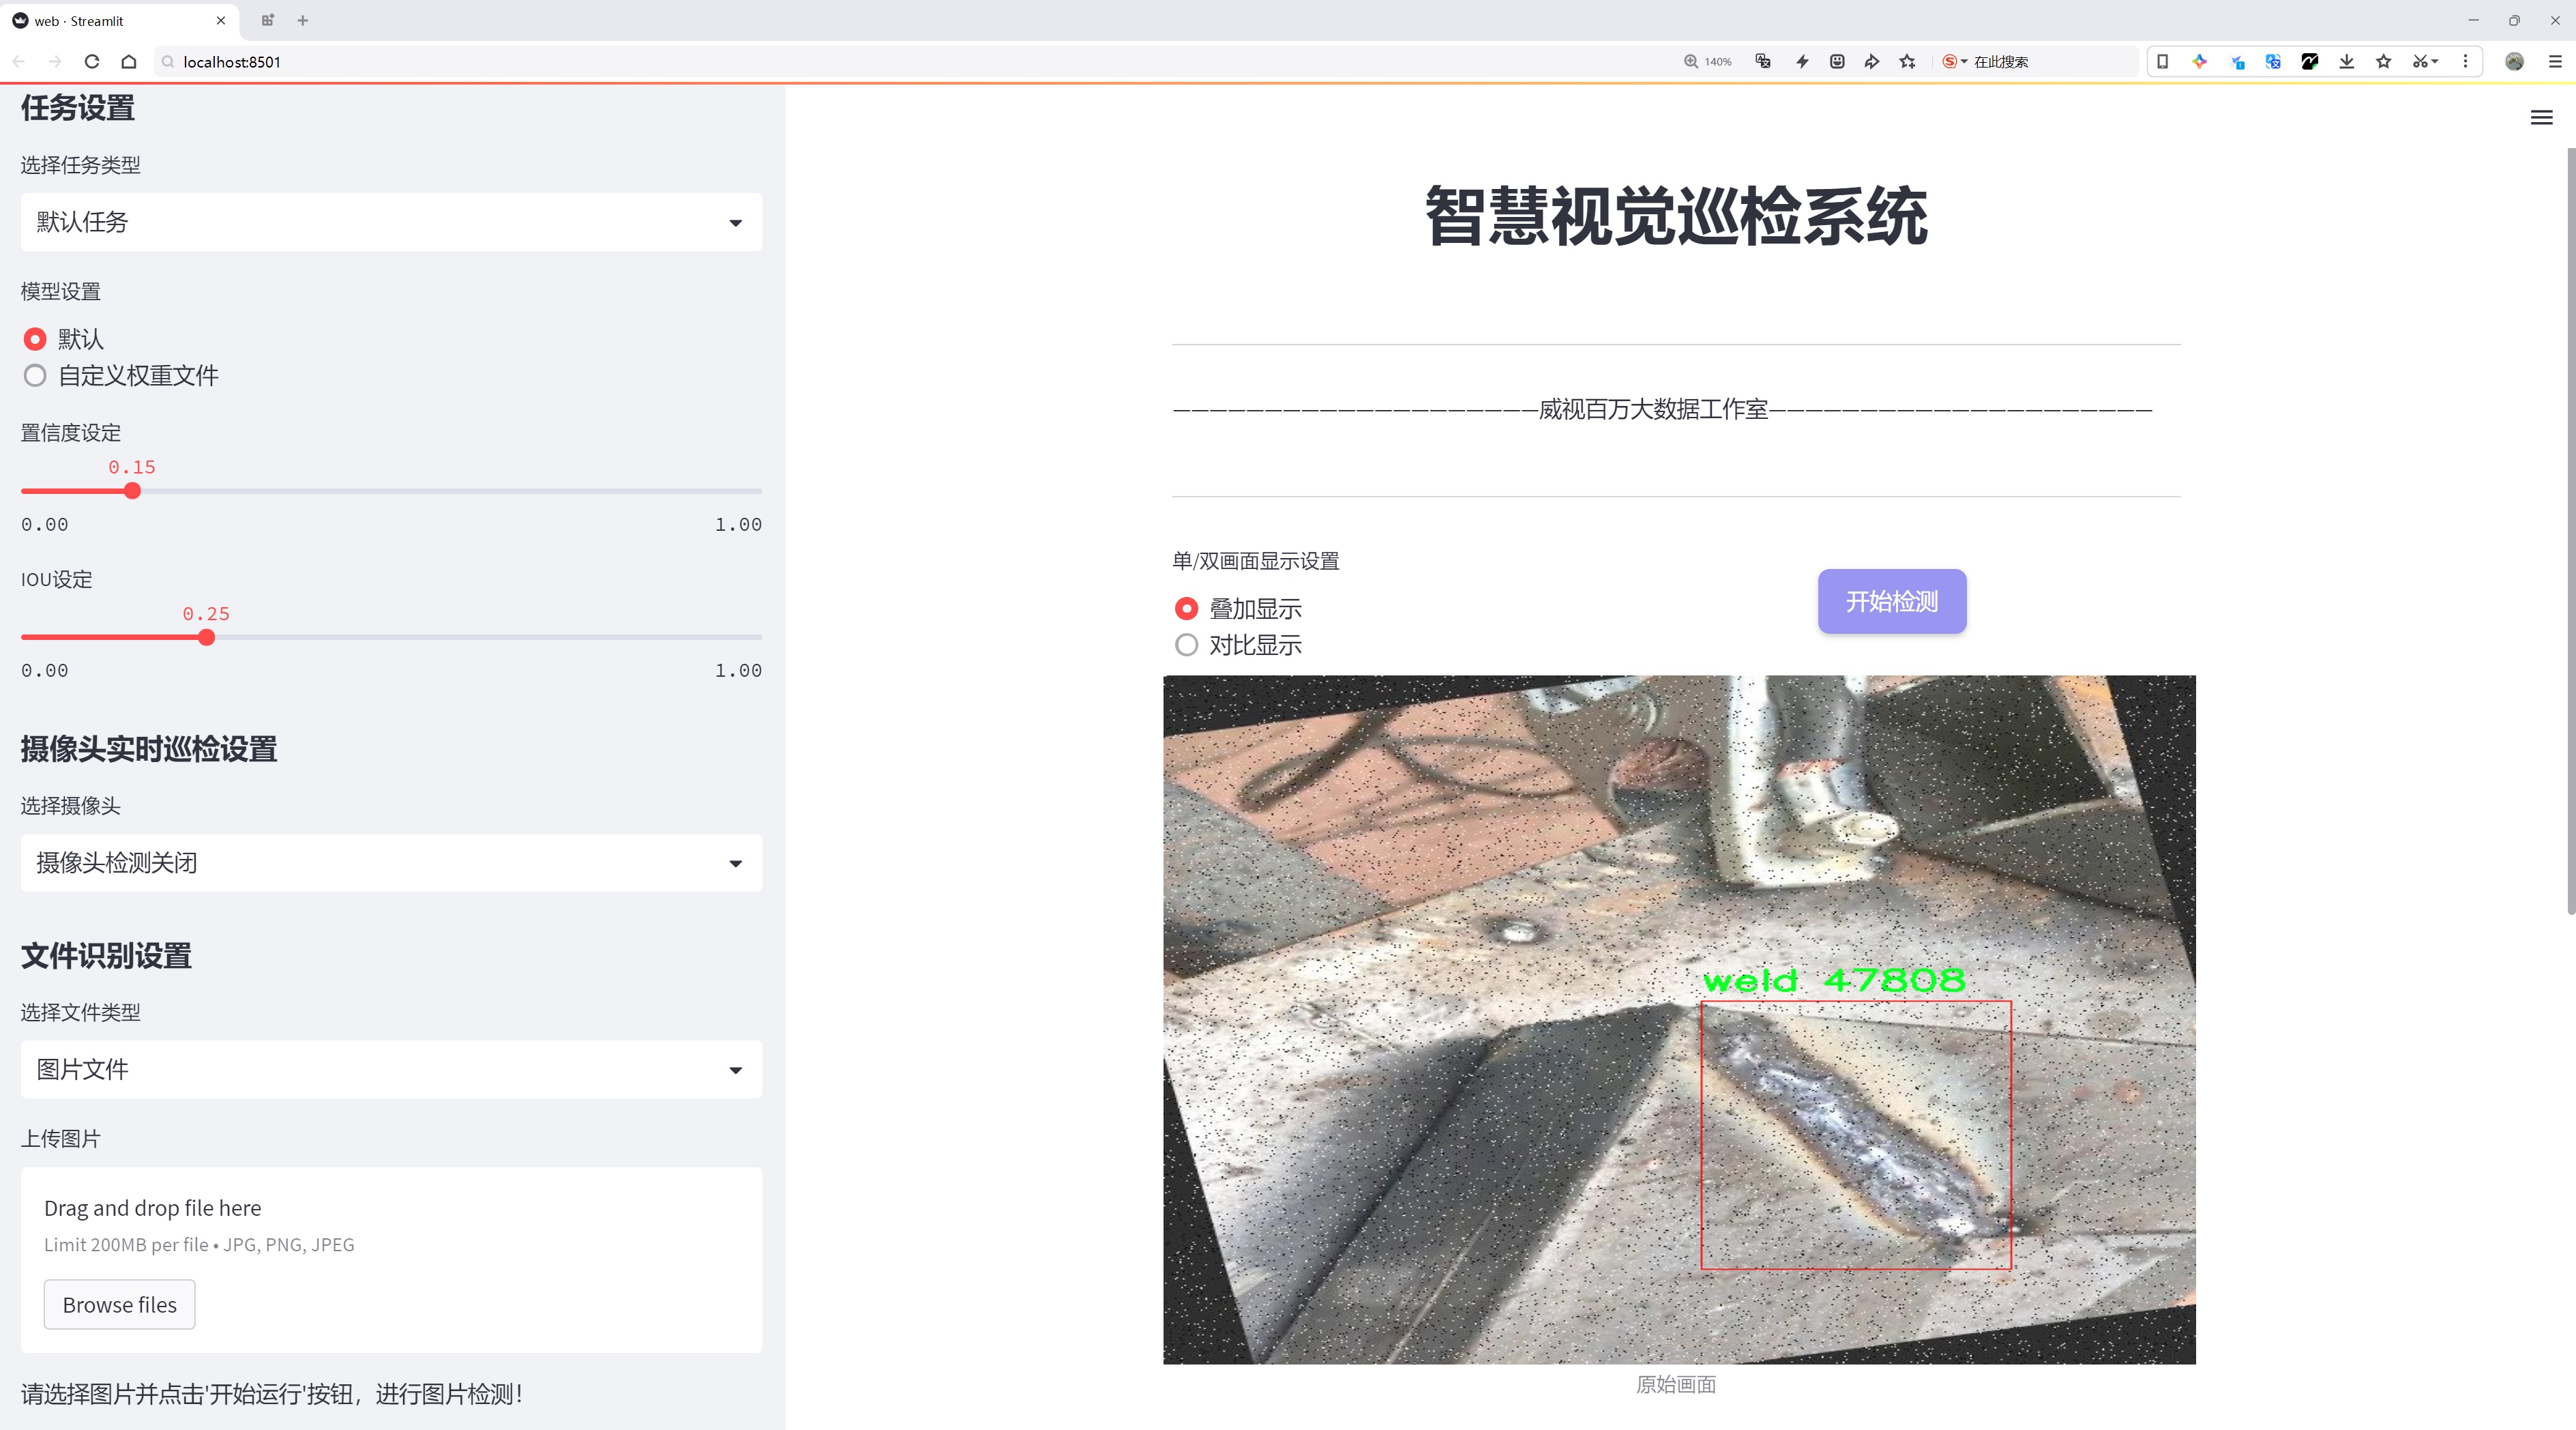 web · Streamlit
localhost:8501
140%
在此搜索
任务设置
选择任务类型
默认任务
模型设置
默认
自定义权重文件
置信度设定
0.15
0.00 1.00
IOU设定
0.25
0.00 1.00
摄像头实时巡检设置
选择摄像头
摄像头检测关闭
文件识别设置
选择文件类型
图片文件
上传图片
Drag and drop file here
Limit 200MB per file • JPG, PNG, JPEG
Browse files
请选择图片并点击'开始运行'按钮，进行图片检测！
智慧视觉巡检系统
————————————————————威视百万大数据工作室—————————————————————
单/双画面显示设置
叠加显示
对比显示
开始检测
weld 47808
原始画面